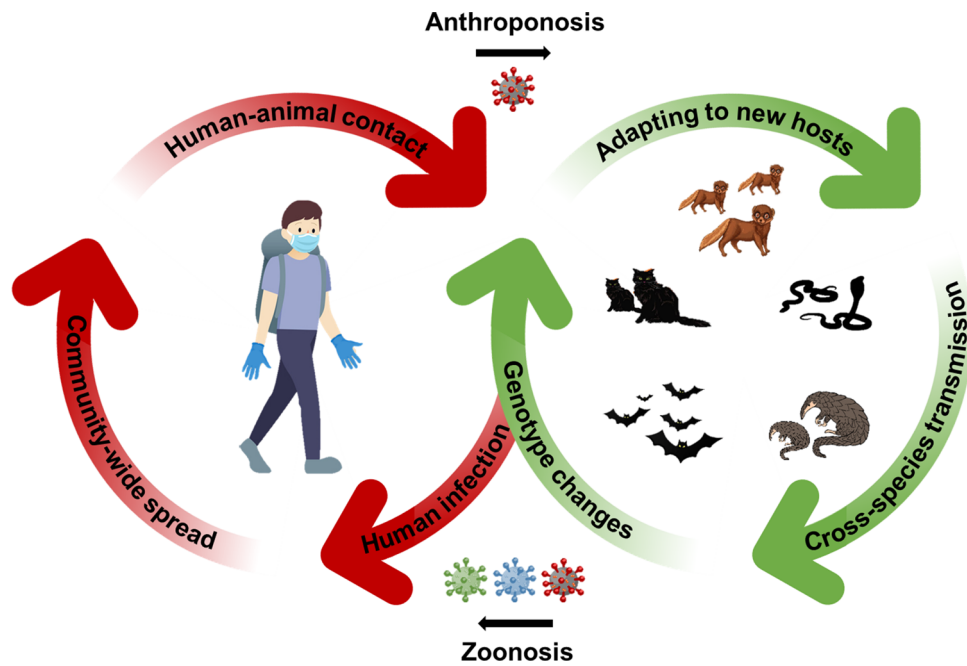 Anthroponosis
Human-animal contact
Adapting to new hosts
Community-wide spread
Human infection
Genotype changes
Cross-species transmission
Zoonosis